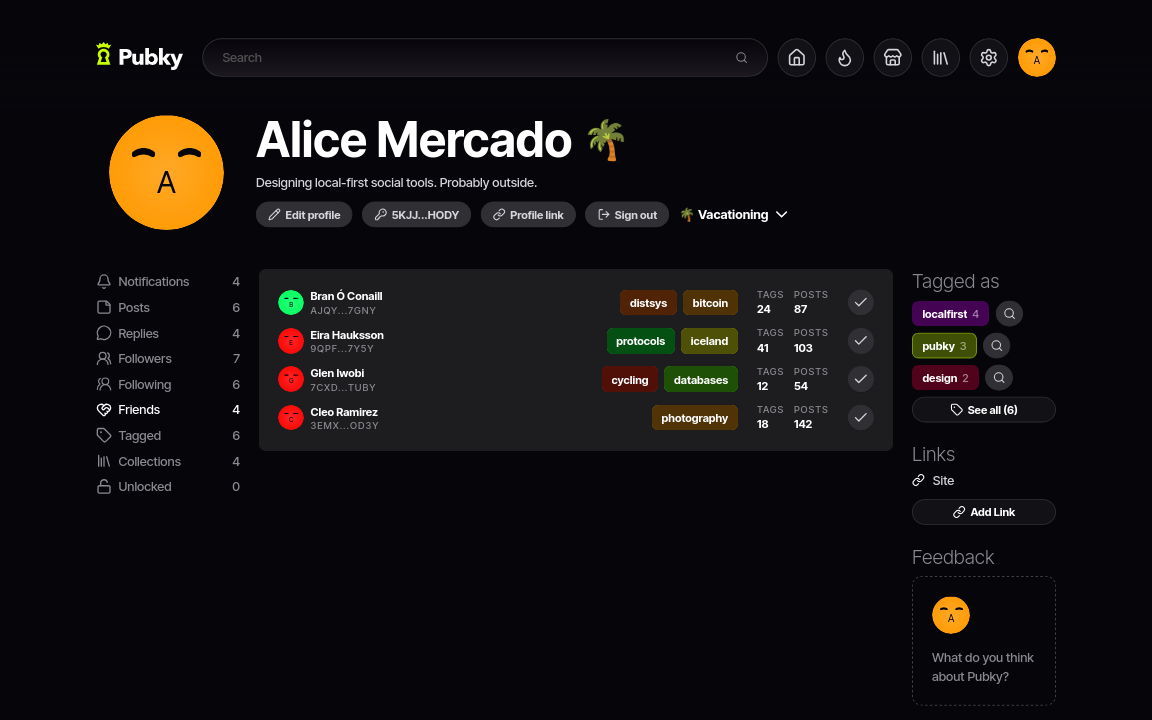 Pubky
Search
A
A
Alice Mercado 🌴
Designing local-first social tools. Probably outside.
Edit profile
5KJJ...HODY
Profile link
Sign out
🌴 Vacationing
Notifications 4
Posts 6
Replies 4
Followers 7
Following 6
Friends 4
Tagged 6
Collections 4
Unlocked 0
B
Bran Ó Conaill
AJQY...7GNY
distsys
bitcoin
TAGS
24
POSTS
87
E
Eira Hauksson
9QPF...7Y5Y
protocols
iceland
TAGS
41
POSTS
103
G
Glen Iwobi
7CXD...TUBY
cycling
databases
TAGS
12
POSTS
54
C
Cleo Ramirez
3EMX...OD3Y
photography
TAGS
18
POSTS
142
Tagged as
localfirst 4
pubky 3
design 2
See all (6)
Links
Site
Add Link
Feedback
A
What do you think
about Pubky?